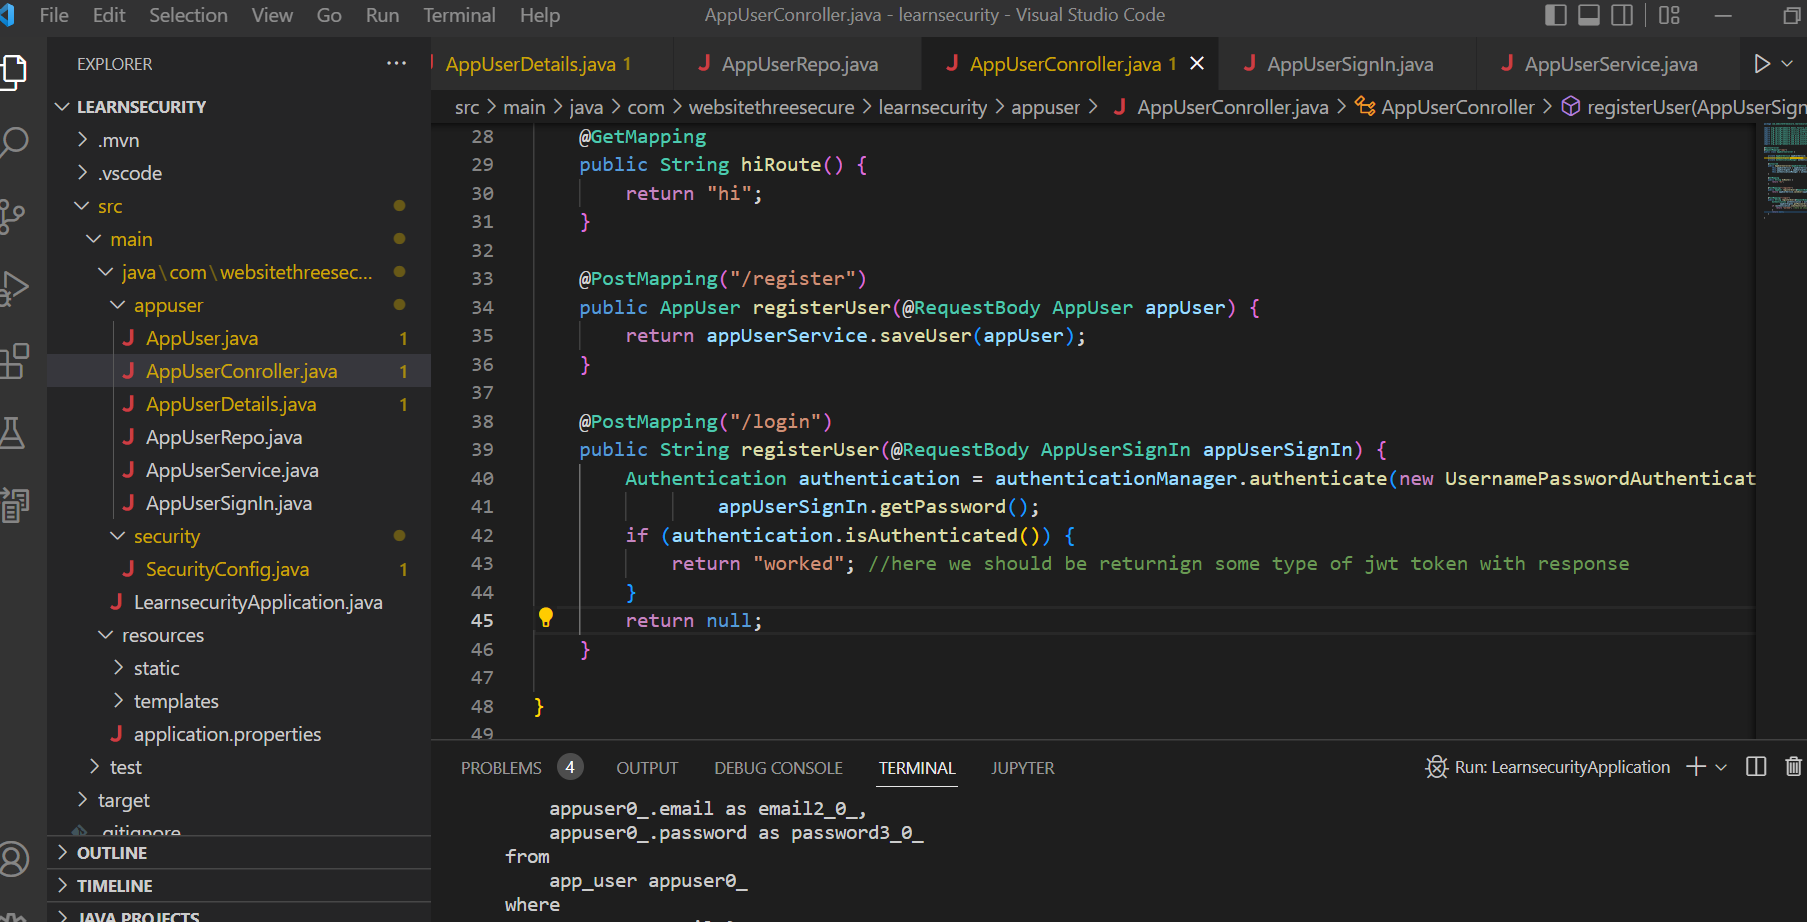 File Edit Selection View Go Run Terminal Help AppUserConroller.java - learnsecurity - Visual Studio Code
EXPLORER ···
AppUserDetails.java 1 AppUserRepo.java AppUserConroller.java 1 AppUserSignIn.java AppUserService.java
src > main > java > com > websitethreesecure > learnsecurity > appuser > AppUserConroller.java > AppUserConroller > registerUser(AppUserSign
LEARNSECURITY
.mvn
.vscode
src
main
java\com\websitethreesec...
appuser
AppUser.java 1
AppUserConroller.java 1
AppUserDetails.java 1
AppUserRepo.java
AppUserService.java
AppUserSignIn.java
security
SecurityConfig.java 1
LearnsecurityApplication.java
resources
static
templates
application.properties
test
target
.gitignore
OUTLINE
TIMELINE
JAVA PROJECTS
28 @GetMapping
29 public String hiRoute() {
30 return "hi";
31 }
32
33 @PostMapping("/register")
34 public AppUser registerUser(@RequestBody AppUser appUser) {
35 return appUserService.saveUser(appUser);
36 }
37
38 @PostMapping("/login")
39 public String registerUser(@RequestBody AppUserSignIn appUserSignIn) {
40 Authentication authentication = authenticationManager.authenticate(new UsernamePasswordAuthenticat
41 appUserSignIn.getPassword();
42 if (authentication.isAuthenticated()) {
43 return "worked"; //here we should be returnign some type of jwt token with response
44 }
45 return null;
46 }
47
48 }
49
PROBLEMS 4 OUTPUT DEBUG CONSOLE TERMINAL JUPYTER Run: LearnsecurityApplication
appuser0_.email as email2_0_,
appuser0_.password as password3_0_
from
app_user appuser0_
where